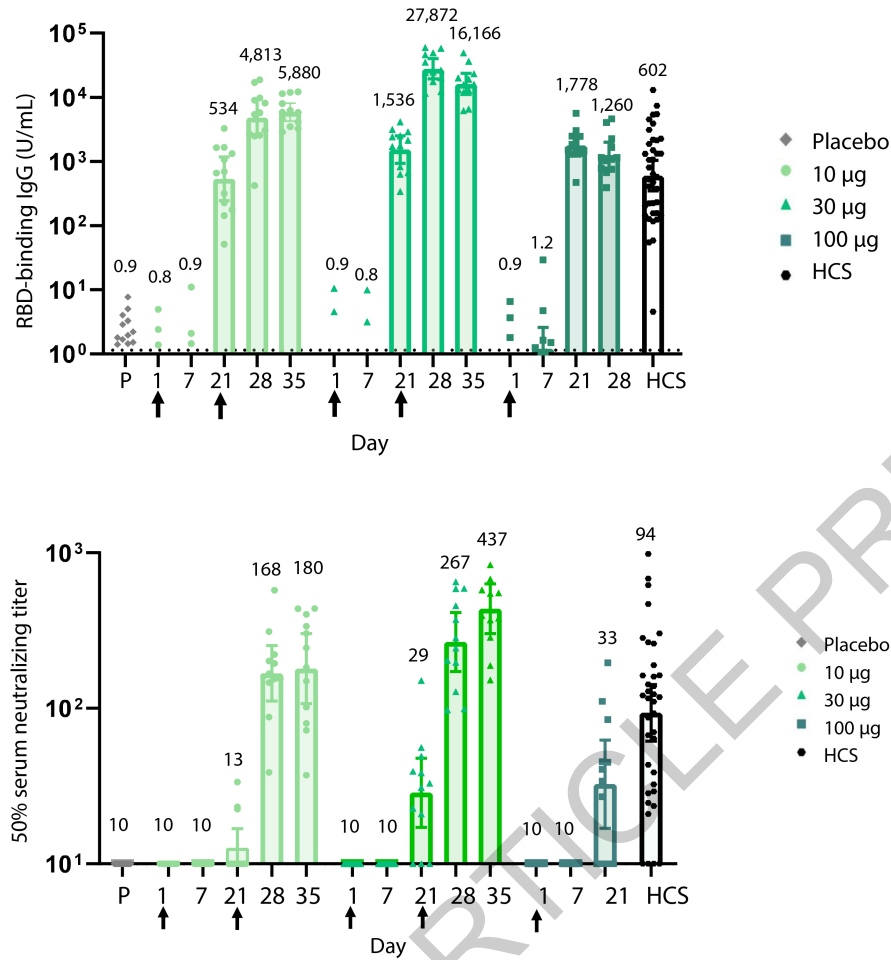 27,872
10⁵
16,166
4,813
5,880
602
10⁴
1,778
1,536
1,260
534
10³
10²
0.9 0.8 0.9 0.9 0.8 0.9 1.2
10¹
10⁰
RBD-binding IgG (U/mL)
P 1 7 21 28 35 1 7 21 28 35 1 7 21 28 HCS
Day
Placebo
10 µg
30 µg
100 µg
HCS
10³
437
94
168
180
267
10²
29
33
13
10 10 10 10 10 10 10
10¹
50% serum neutralizing titer
P 1 7 21 28 35 1 7 21 28 35 1 7 21 HCS
Day
Placebo
10 µg
30 µg
100 µg
HCS
RTICLE PR